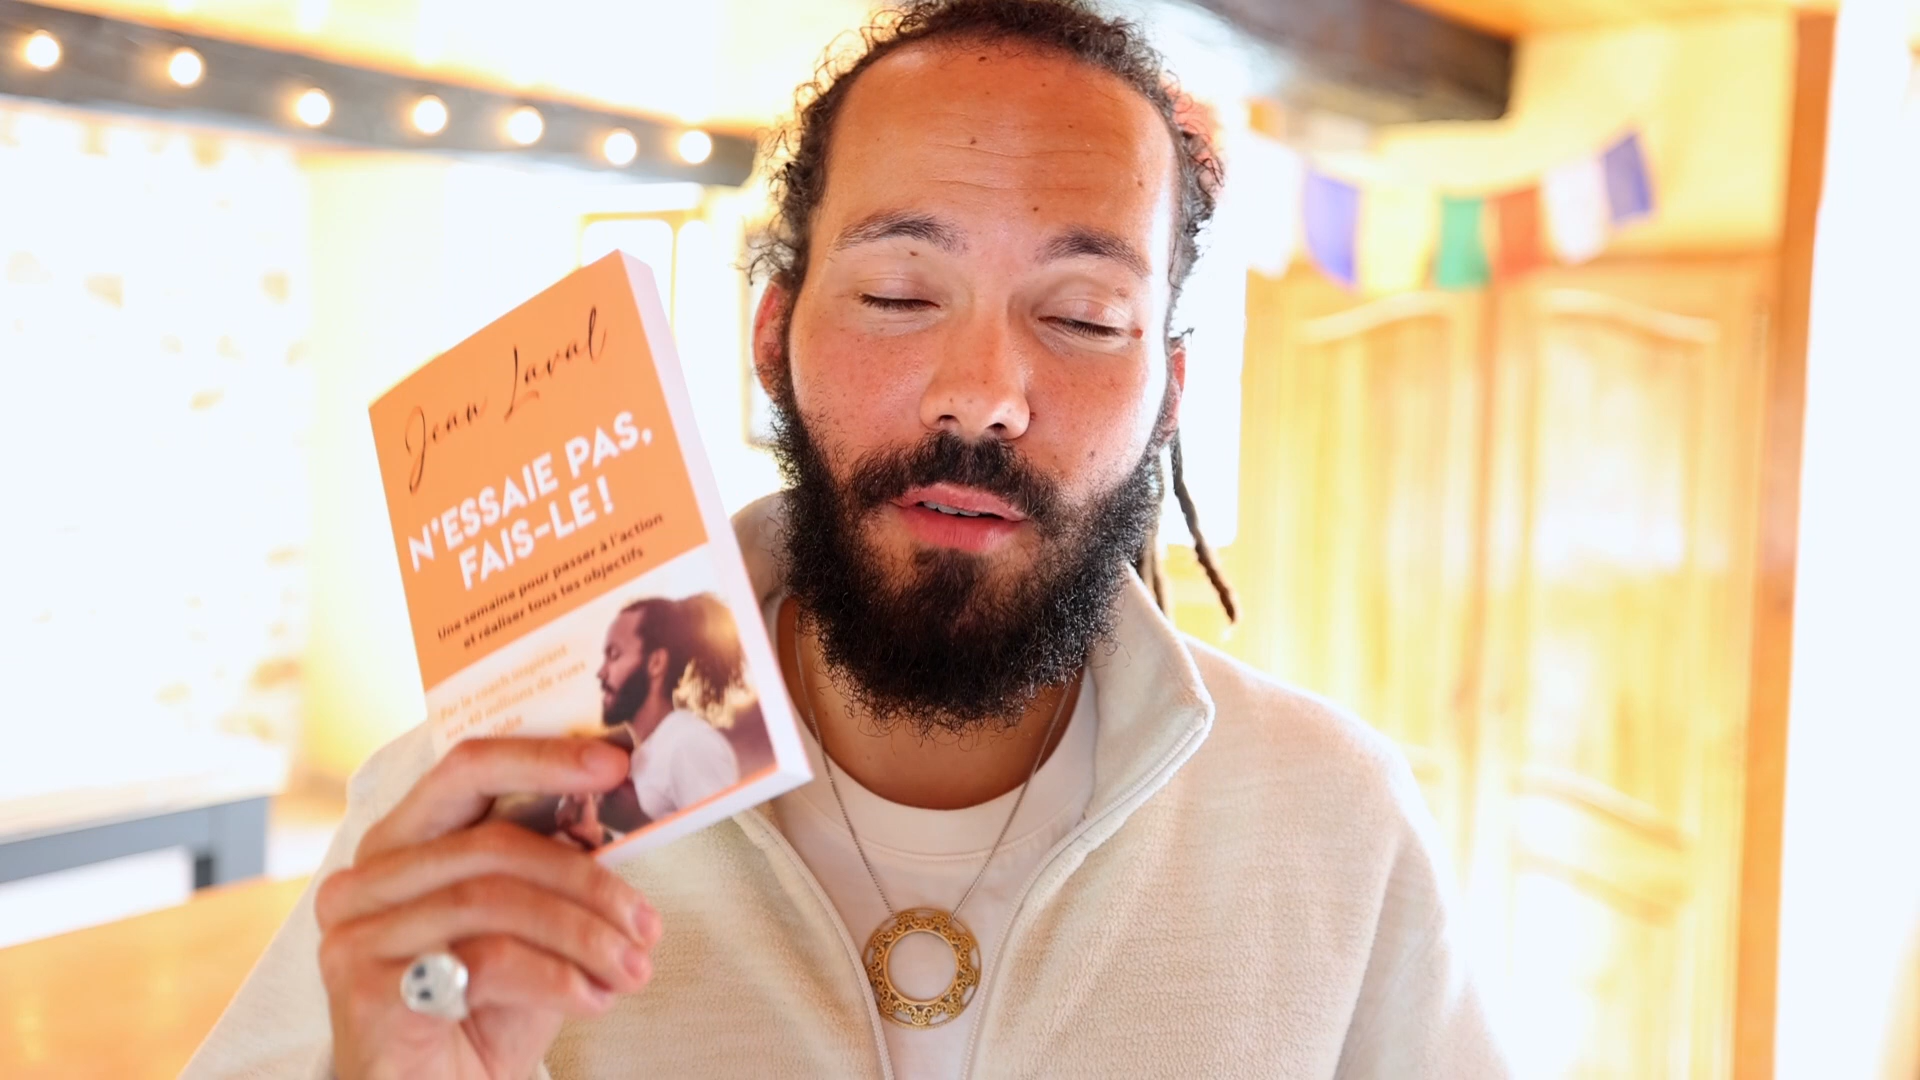 Jean Laval
N'ESSAIE PAS,
FAIS-LE !
Une semaine pour passer à l'action
et réaliser tous tes objectifs
Par le coach inspirant
aux 40 millions de vues